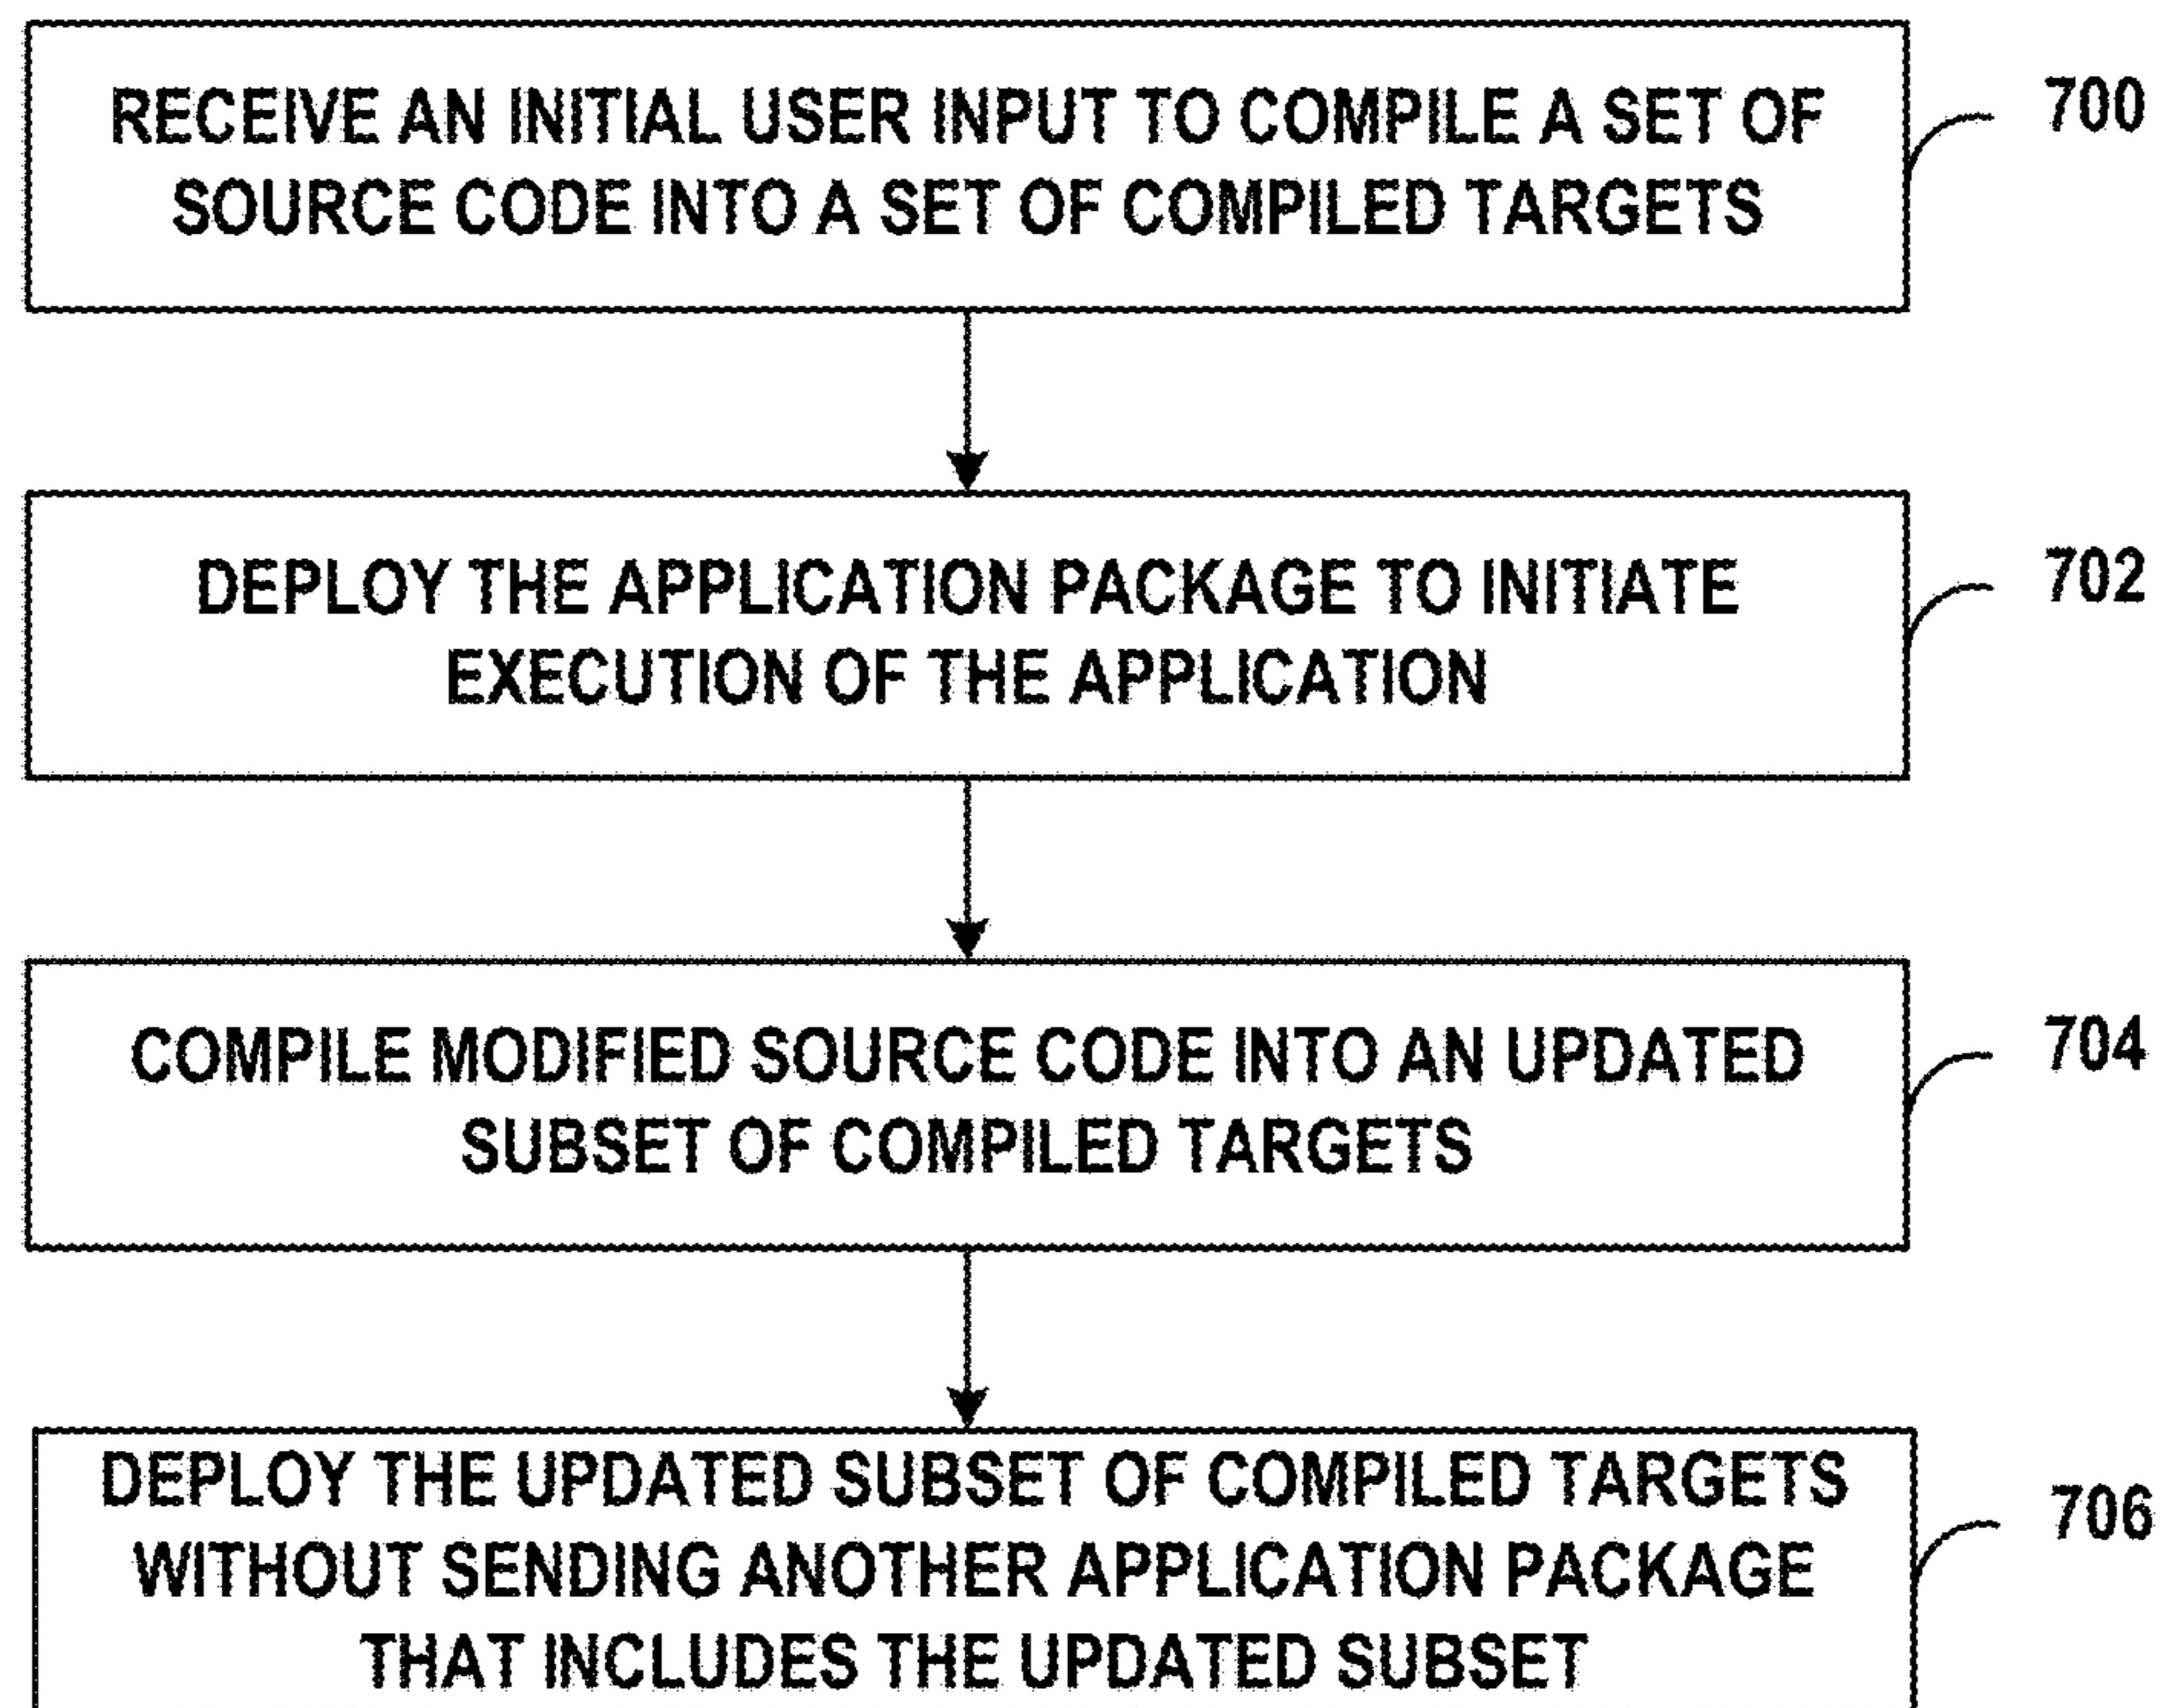 RECEIVE AN INITIAL USER INPUT TO COMPILE A SET OF
SOURCE CODE INTO A SET OF COMPILED TARGETS
700
DEPLOY THE APPLICATION PACKAGE TO INITIATE
EXECUTION OF THE APPLICATION
702
COMPILE MODIFIED SOURCE CODE INTO AN UPDATED
SUBSET OF COMPILED TARGETS
704
DEPLOY THE UPDATED SUBSET OF COMPILED TARGETS
WITHOUT SENDING ANOTHER APPLICATION PACKAGE
THAT INCLUDES THE UPDATED SUBSET
706